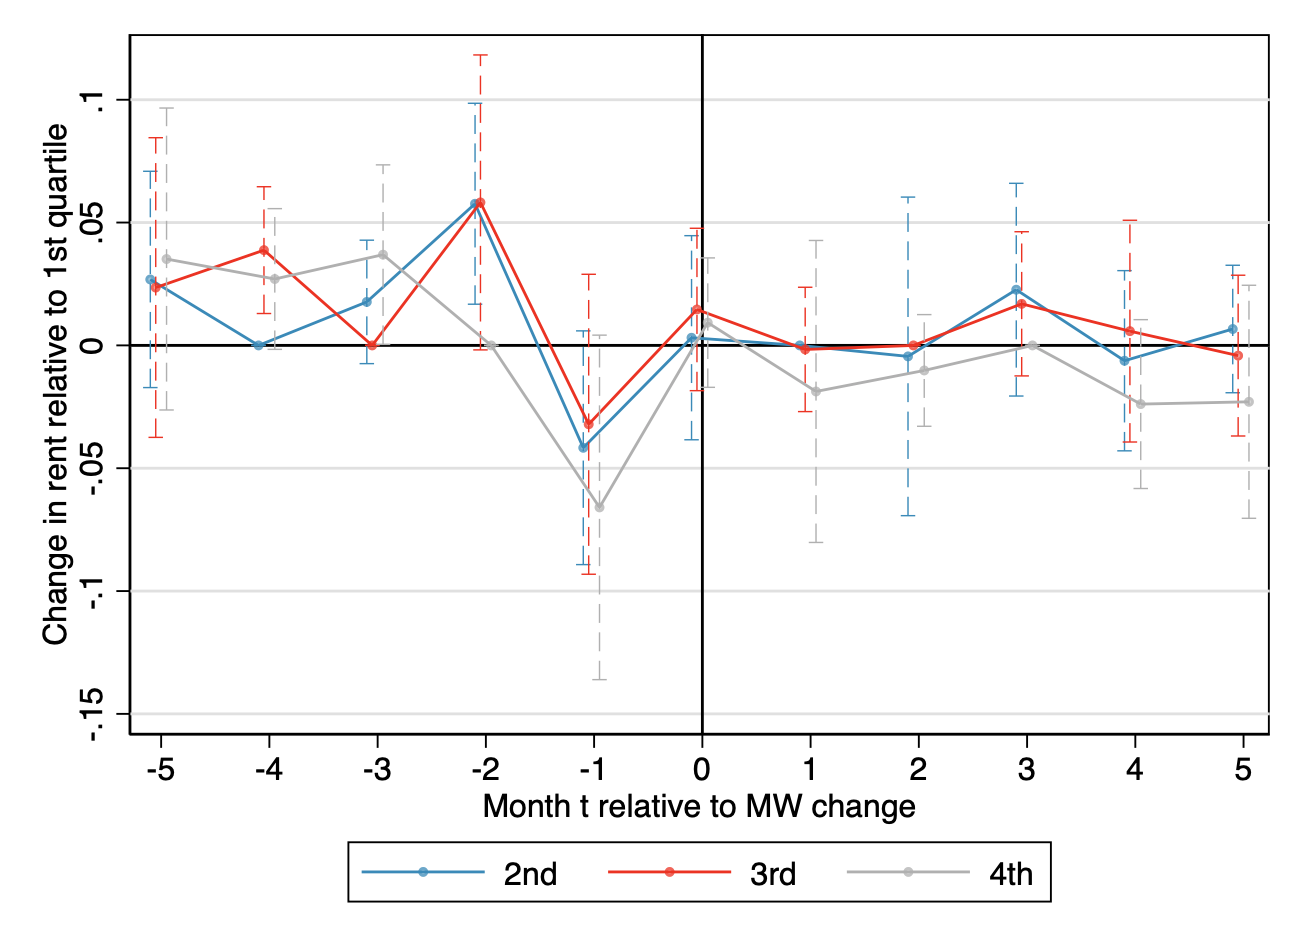 Change in rent relative to 1st quartile
.1
.05
0
-.05
-.1
-.15
-5 -4 -3 -2 -1 0 1 2 3 4 5
Month t relative to MW change
2nd 3rd 4th